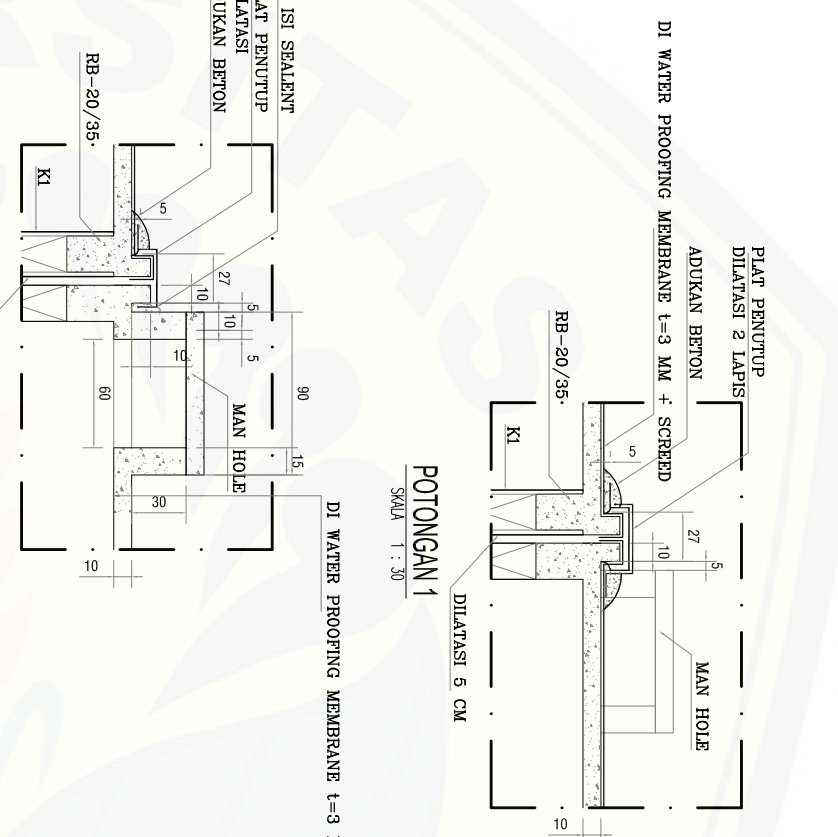 DI WATER PROOFING MEMBRANE t=3 MM + SCREED
PLAT PENUTUP
DILATASI 2 LAPIS
ADUKAN BETON
RB-20/35
K1
5
27
10
5
MAN HOLE
DILATASI 5 CM
10
POTONGAN 1
SKALA 1 : 30
ISI SEALENT
AT PENUTUP
LATASI
UKAN BETON
RB-20/35
K1
5
27
10
5
10
5
10
60
90
MAN HOLE
15
30
10
DI WATER PROOFING MEMBRANE t=3
SITAS